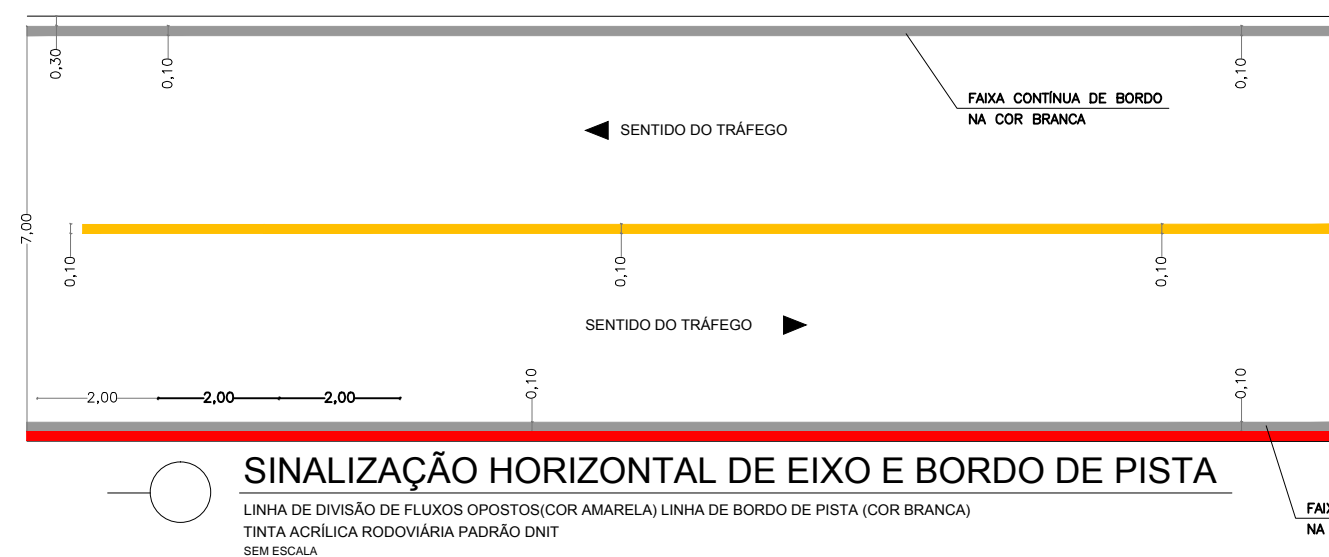 0,30
0,10
0,10
FAIXA CONTÍNUA DE BORDO
NA COR BRANCA
SENTIDO DO TRÁFEGO
7,00
0,10
0,10
0,10
SENTIDO DO TRÁFEGO
0,10
0,10
2,00
2,00
2,00
SINALIZAÇÃO HORIZONTAL DE EIXO E BORDO DE PISTA
LINHA DE DIVISÃO DE FLUXOS OPOSTOS(COR AMARELA) LINHA DE BORDO DE PISTA (COR BRANCA)
TINTA ACRÍLICA RODOVIÁRIA PADRÃO DNIT
SEM ESCALA
NA